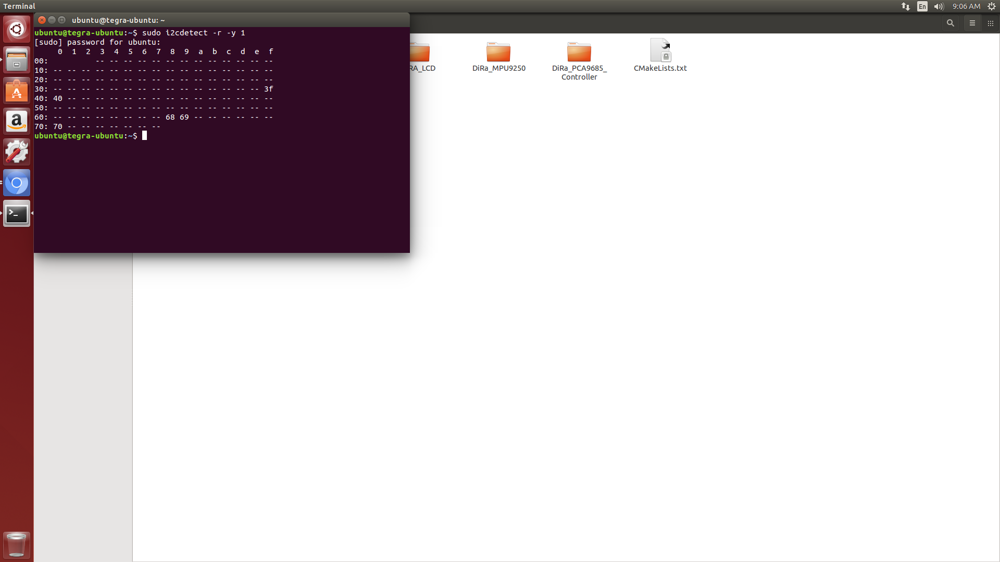 Terminal
En
9:06 AM
ubuntu@tegra-ubuntu: ~
ubuntu@tegra-ubuntu:~$ sudo i2cdetect -r -y 1
[sudo] password for ubuntu:
     0  1  2  3  4  5  6  7  8  9  a  b  c  d  e  f
00:          -- -- -- -- -- -- -- -- -- -- -- -- --
10: -- -- -- -- -- -- -- -- -- -- -- -- -- -- -- --
20: -- -- -- -- -- -- -- -- -- -- -- -- -- -- -- --
30: -- -- -- -- -- -- -- -- -- -- -- -- -- -- -- 3f
40: 40 -- -- -- -- -- -- -- -- -- -- -- -- -- -- --
50: -- -- -- -- -- -- -- -- -- -- -- -- -- -- -- --
60: -- -- -- -- -- -- -- -- 68 69 -- -- -- -- -- --
70: 70 -- -- -- -- -- -- --
ubuntu@tegra-ubuntu:~$
RA_LCD
DiRa_MPU9250
DiRa_PCA9685_
Controller
CMakeLists.txt